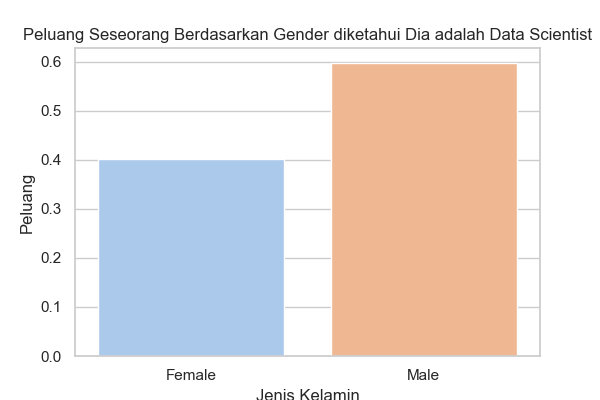 Peluang Seseorang Berdasarkan Gender diketahui Dia adalah Data Scientist
0.6
0.5
0.4
0.3
0.2
0.1
0.0
Peluang
Female Male
Jenis Kelamin